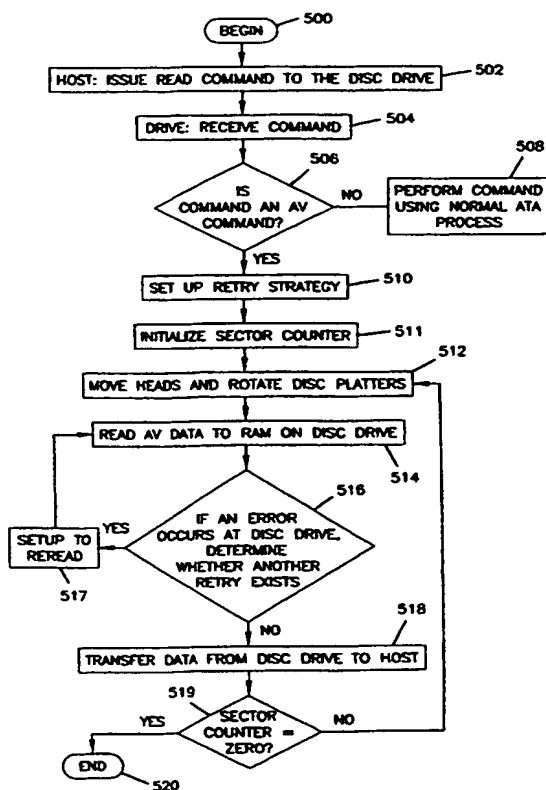 BEGIN
500
HOST: ISSUE READ COMMAND TO THE DISC DRIVE
502
DRIVE: RECEIVE COMMAND
504
506
IS
COMMAND AN AV
COMMAND?
NO
508
PERFORM COMMAND
USING NORMAL ATA
PROCESS
YES
SET UP RETRY STRATEGY
510
INITIALIZE SECTOR COUNTER
511
512
MOVE HEADS AND ROTATE DISC PLATTERS
READ AV DATA TO RAM ON DISC DRIVE
514
516
IF AN ERROR
OCCURS AT DISC DRIVE,
DETERMINE
WHETHER ANOTHER
RETRY EXISTS
YES
SETUP TO
REREAD
517
NO
518
TRANSFER DATA FROM DISC DRIVE TO HOST
519
SECTOR
COUNTER =
ZERO?
YES
NO
END
520